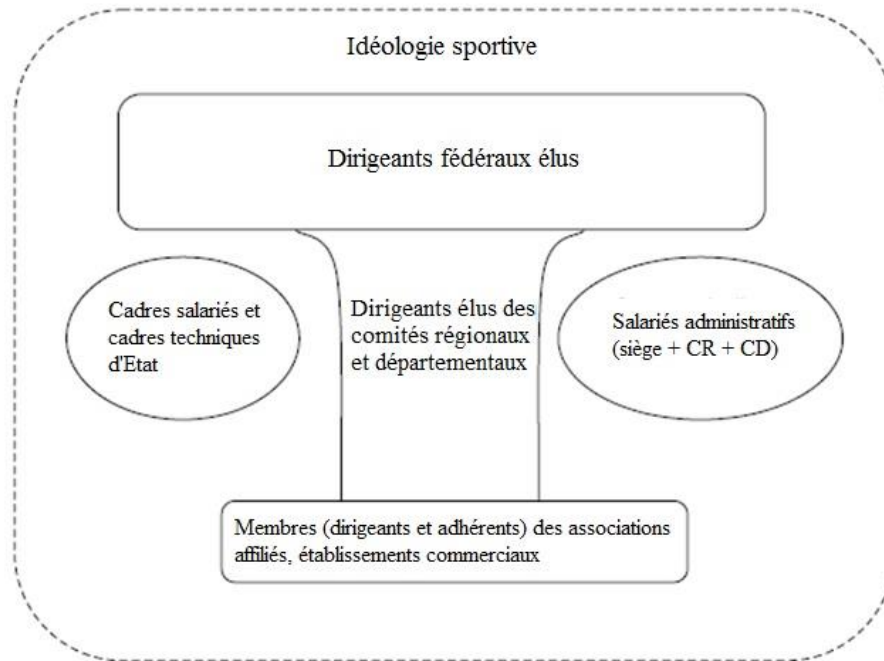 Idéologie sportive
Dirigeants fédéraux élus
Cadres salariés et
cadres techniques
d'Etat
Dirigeants élus des
comités régionaux
et départementaux
Salariés administratifs
(siège + CR + CD)
Membres (dirigeants et adhérents) des associations
affiliés, établissements commerciaux